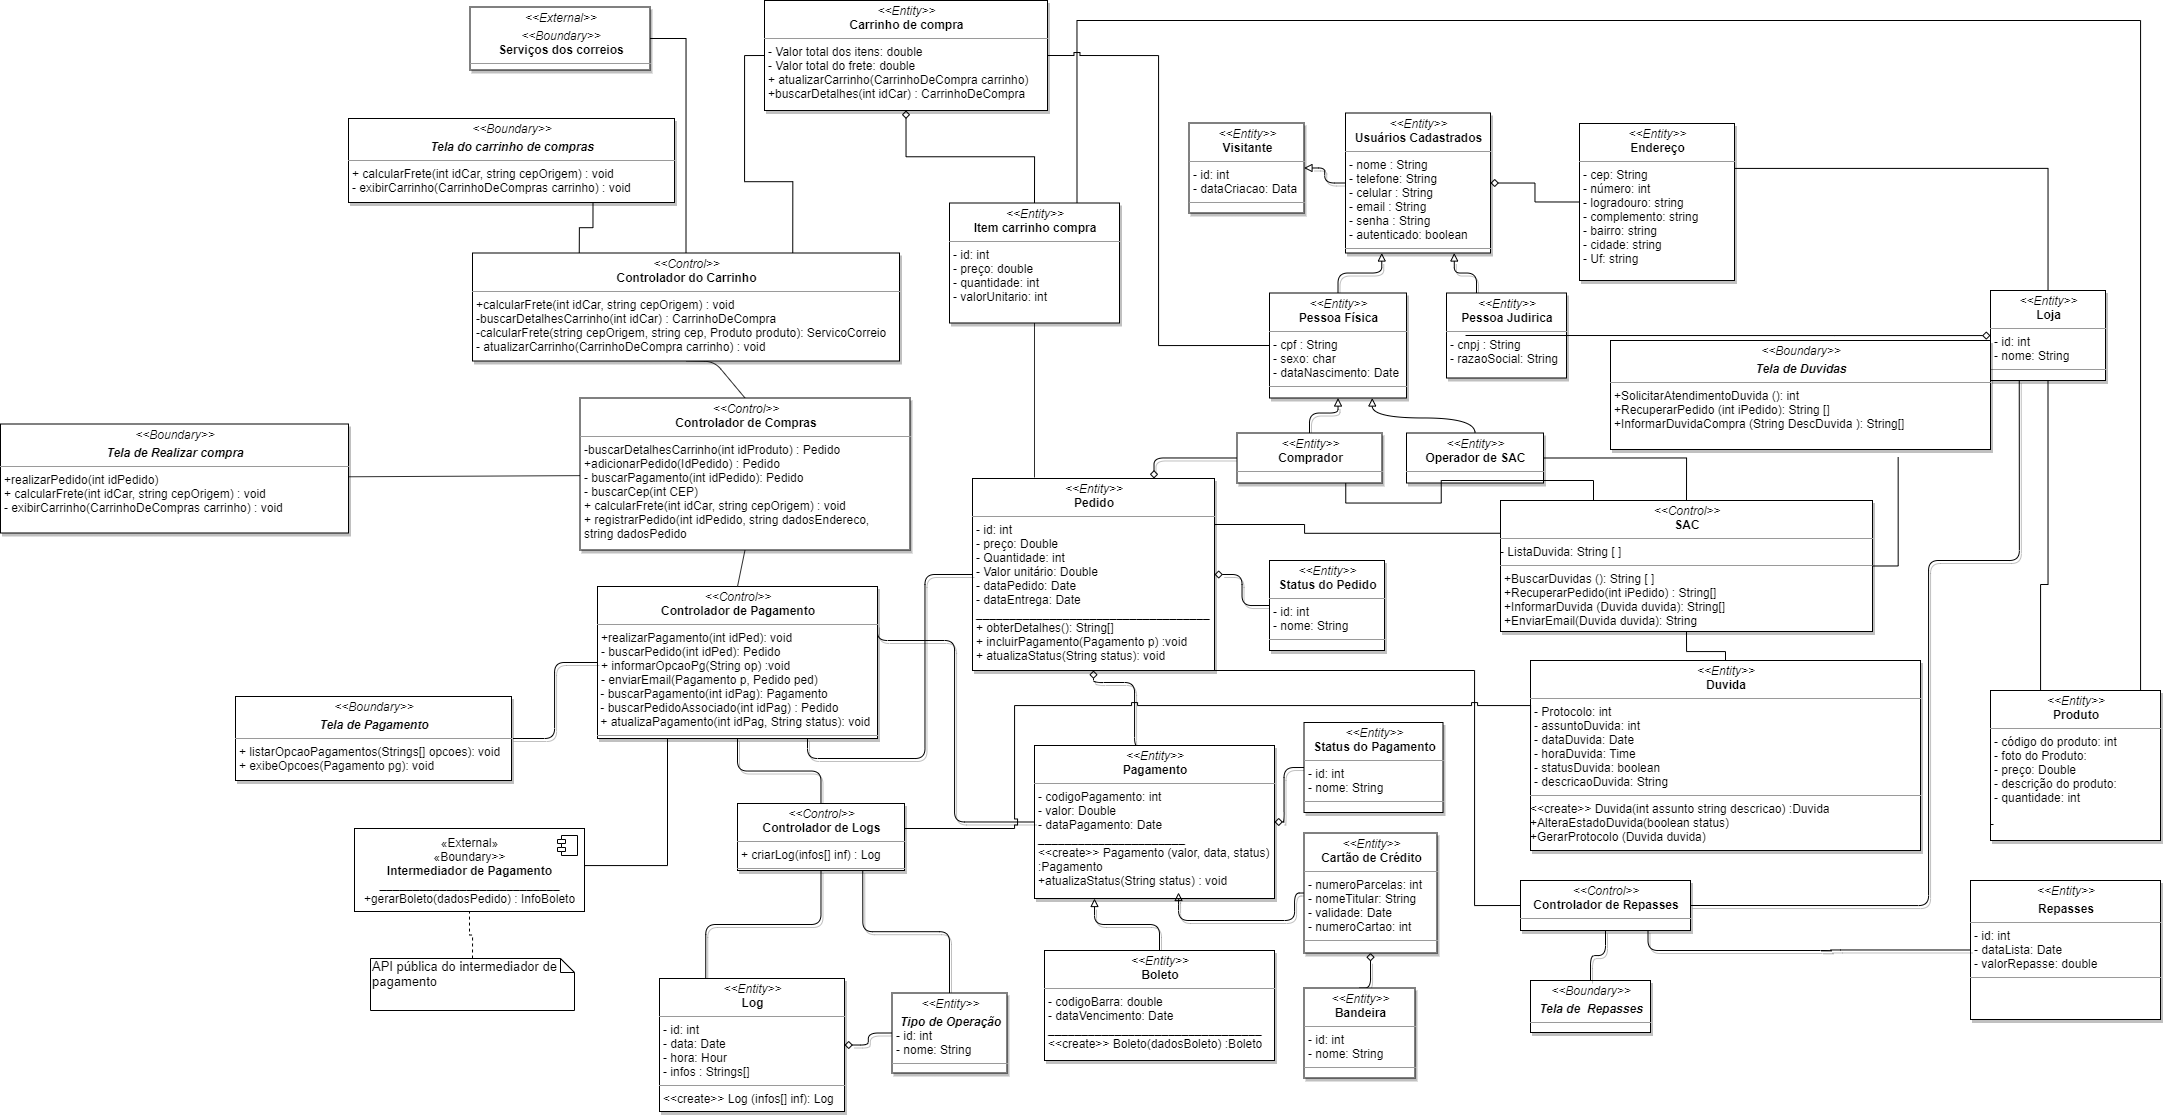 <<External>>
<<Boundary>>
Serviços dos correios
<<Entity>>
Carrinho de compra
- Valor total dos itens: double
- Valor total do frete: double
+ atualizarCarrinho(CarrinhoDeCompra carrinho)
+buscarDetalhes(int idCar) : CarrinhoDeCompra
<<Boundary>>
Tela do carrinho de compras
+ calcularFrete(int idCar, string cepOrigem) : void
- exibirCarrinho(CarrinhoDeCompras carrinho) : void
<<Entity>>
Visitante
- id: int
- dataCriacao: Data
<<Entity>>
Usuários Cadastrados
- nome : String
- telefone: String
- celular : String
- email : String
- senha : String
- autenticado: boolean
<<Entity>>
Endereço
- cep: String
- número: int
- logradouro: string
- complemento: string
- bairro: string
- cidade: string
- Uf: string
<<Entity>>
Item carrinho compra
- id: int
- preço: double
- quantidade: int
- valorUnitario: int
<<Control>>
Controlador do Carrinho
+calcularFrete(int idCar, string cepOrigem) : void
-buscarDetalhesCarrinho(int idCar) : CarrinhoDeCompra
-calcularFrete(string cepOrigem, string cep, Produto produto): ServicoCorreio
- atualizarCarrinho(CarrinhoDeCompra carrinho) : void
<<Entity>>
Pessoa Física
- cpf : String
- sexo: char
- dataNascimento: Date
<<Entity>>
Pessoa Judirica
- cnpj : String
- razaoSocial: String
<<Entity>>
Loja
- id: int
- nome: String
<<Boundary>>
Tela de Duvidas
+SolicitarAtendimentoDuvida (): int
+RecuperarPedido (int iPedido): String []
+InformarDuvidaCompra (String DescDuvida ): String[]
<<Control>>
Controlador de Compras
-buscarDetalhesCarrinho(int idProduto) : Pedido
+adicionarPedido(IdPedido) : Pedido
- buscarPagamento(int idPedido): Pedido
- buscarCep(int CEP)
+ calcularFrete(int idCar, string cepOrigem) : void
+ registrarPedido(int idPedido, string dadosEndereco,
string dadosPedido
<<Boundary>>
Tela de Realizar compra
+realizarPedido(int idPedido)
+ calcularFrete(int idCar, string cepOrigem) : void
- exibirCarrinho(CarrinhoDeCompras carrinho) : void
<<Entity>>
Comprador
<<Entity>>
Operador de SAC
<<Entity>>
Pedido
- id: int
- preço: Double
- Quantidade: int
- Valor unitário: Double
- dataPedido: Date
- dataEntrega: Date
+ obterDetalhes(): String[]
+ incluirPagamento(Pagamento p) :void
+ atualizaStatus(String status): void
<<Control>>
SAC
- ListaDuvida: String [ ]
+BuscarDuvidas (): String [ ]
+RecuperarPedido(int iPedido) : String[]
+InformarDuvida (Duvida duvida): String[]
+EnviarEmail(Duvida duvida): String
<<Entity>>
Status do Pedido
- id: int
- nome: String
<<Control>>
Controlador de Pagamento
+realizarPagamento(int idPed): void
- buscarPedido(int idPed): Pedido
+ informarOpcaoPg(String op) :void
- enviarEmail(Pagamento p, Pedido ped)
- buscarPagamento(int idPag): Pagamento
- buscarPedidoAssociado(int idPag) : Pedido
+ atualizaPagamento(int idPag, String status): void
<<Boundary>>
Tela de Pagamento
+ listarOpcaoPagamentos(Strings[] opcoes): void
+ exibeOpcoes(Pagamento pg): void
<<Entity>>
Duvida
- Protocolo: int
- assuntoDuvida: int
- dataDuvida: Date
- horaDuvida: Time
- statusDuvida: boolean
- descricaoDuvida: String
<<create>> Duvida(int assunto string descricao) :Duvida
+AlteraEstadoDuvida(boolean status)
+GerarProtocolo (Duvida duvida)
<<Entity>>
Produto
- código do produto: int
- foto do Produto:
- preço: Double
- descrição do produto:
- quantidade: int
-
<<Entity>>
Pagamento
- codigoPagamento: int
- valor: Double
- dataPagamento: Date
<<create>> Pagamento (valor, data, status)
:Pagamento
+atualizaStatus(String status) : void
<<Entity>>
Status do Pagamento
- id: int
- nome: String
<<Control>>
Controlador de Logs
+ criarLog(infos[] inf) : Log
«External»
«Boundary>>
Intermediador de Pagamento
+gerarBoleto(dadosPedido) : InfoBoleto
API pública do intermediador de
pagamento
<<Entity>>
Cartão de Crédito
- numeroParcelas: int
- nomeTitular: String
- validade: Date
- numeroCartao: int
<<Control>>
Controlador de Repasses
<<Entity>>
Repasses
- id: int
- dataLista: Date
- valorRepasse: double
<<Entity>>
Log
- id: int
- data: Date
- hora: Hour
- infos : Strings[]
<<create>> Log (infos[] inf): Log
<<Entity>>
Tipo de Operação
- id: int
- nome: String
<<Entity>>
Boleto
- codigoBarra: double
- dataVencimento: Date
<<create>> Boleto(dadosBoleto) :Boleto
<<Entity>>
Bandeira
- id: int
- nome: String
<<Boundary>>
Tela de Repasses